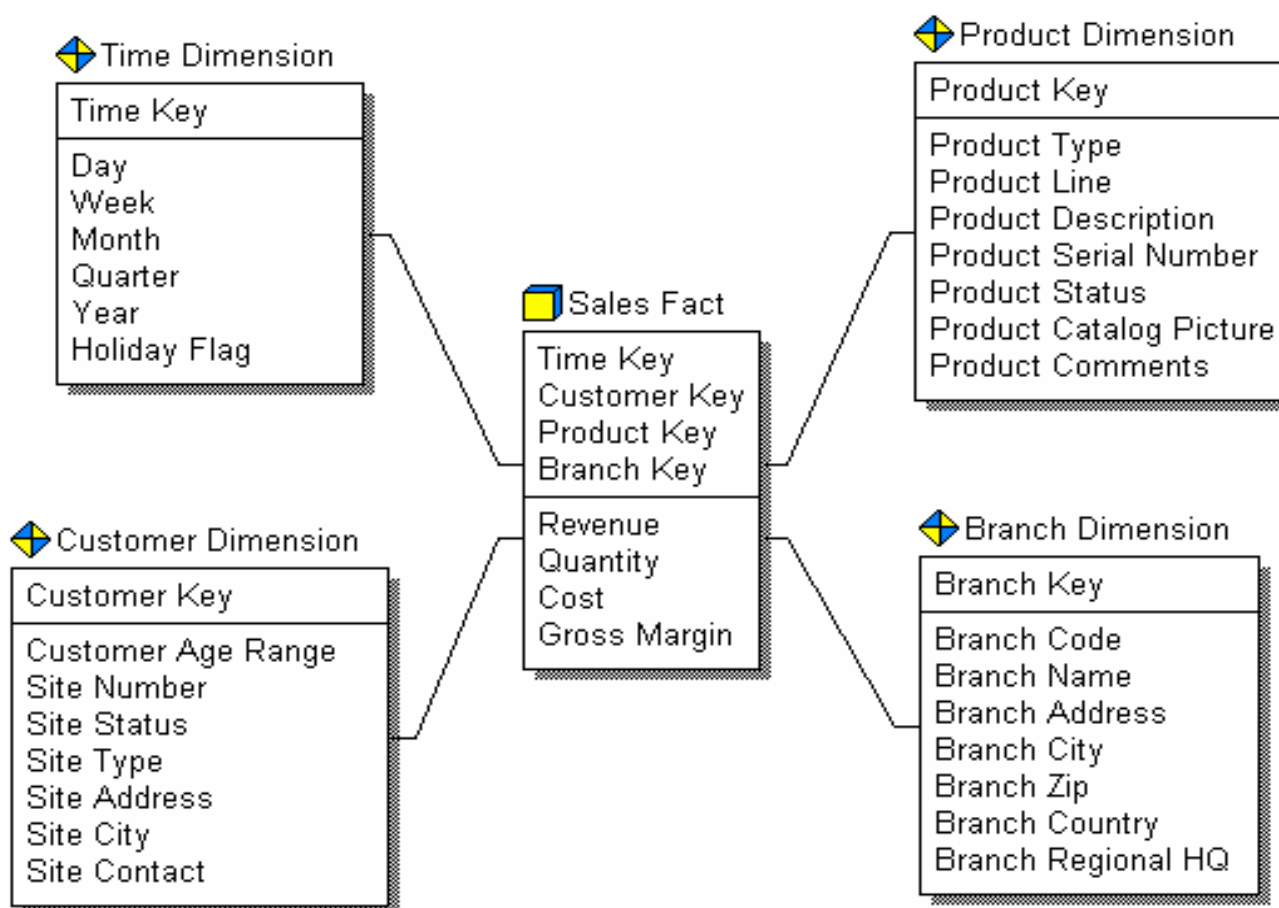 Time Dimension
Time Key
Day
Week
Month
Quarter
Year
Holiday Flag
Product Dimension
Product Key
Product Type
Product Line
Product Description
Product Serial Number
Product Status
Product Catalog Picture
Product Comments
Sales Fact
Time Key
Customer Key
Product Key
Branch Key
Revenue
Quantity
Cost
Gross Margin
Customer Dimension
Customer Key
Customer Age Range
Site Number
Site Status
Site Type
Site Address
Site City
Site Contact
Branch Dimension
Branch Key
Branch Code
Branch Name
Branch Address
Branch City
Branch Zip
Branch Country
Branch Regional HQ